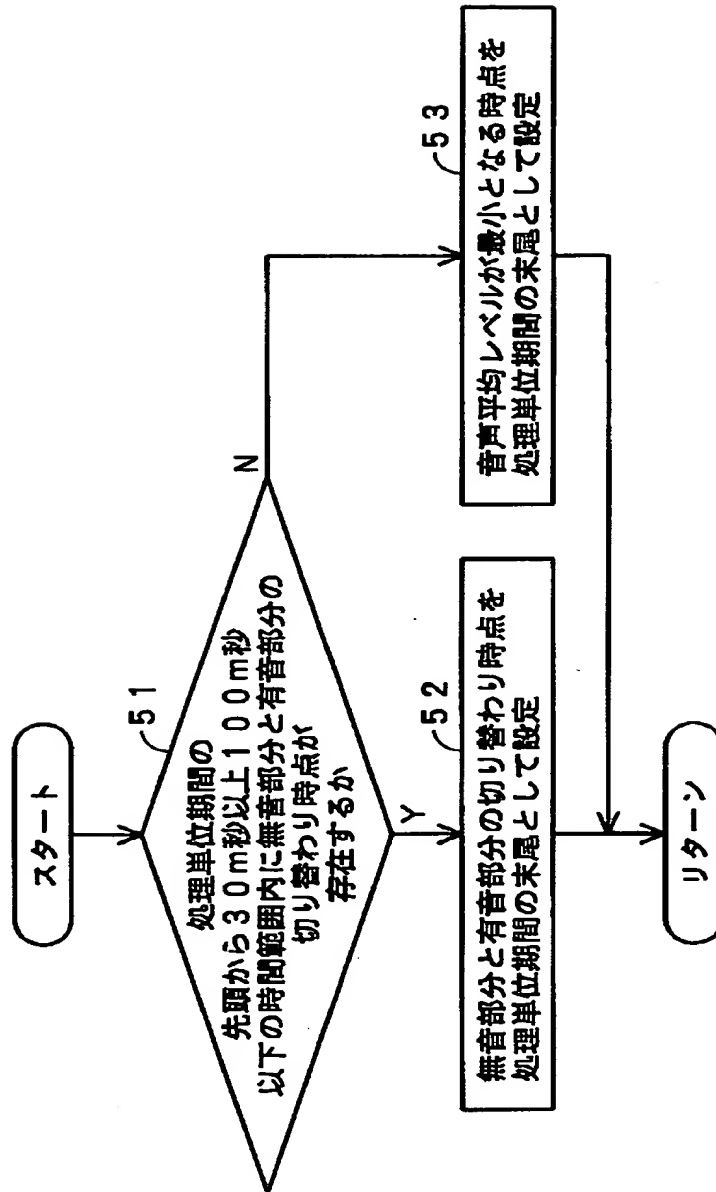 スタート
51
処理単位期間の
先頭から30m秒以上100m秒
以下の時間範囲内に無音部分と有音部分の
切り替わり時点が
存在するか
N
Y
52
無音部分と有音部分の切り替わり時点を
処理単位期間の末尾として設定
53
音声平均レベルが最小となる時点を
処理単位期間の末尾として設定
リターン